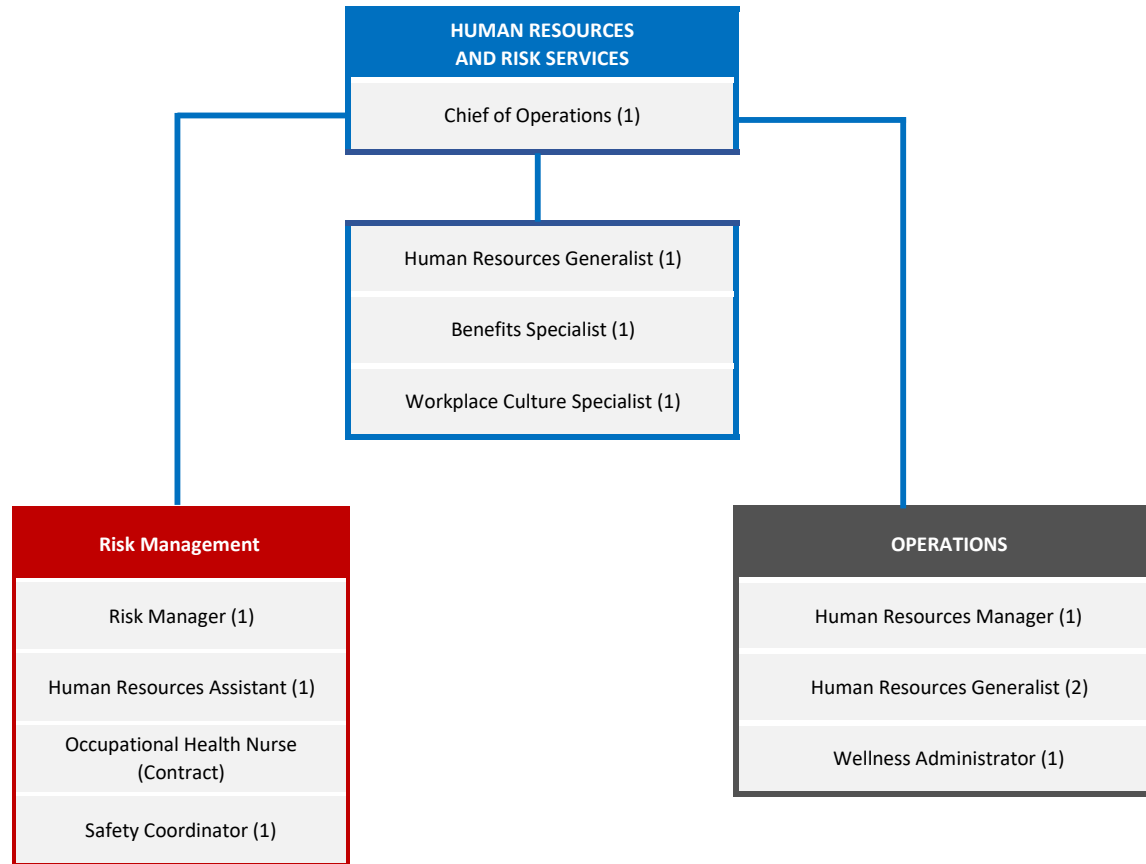 HUMAN RESOURCES
AND RISK SERVICES
Chief of Operations (1)
Human Resources Generalist (1)
Benefits Specialist (1)
Workplace Culture Specialist (1)
Risk Management
Risk Manager (1)
Human Resources Assistant (1)
Occupational Health Nurse
(Contract)
Safety Coordinator (1)
OPERATIONS
Human Resources Manager (1)
Human Resources Generalist (2)
Wellness Administrator (1)